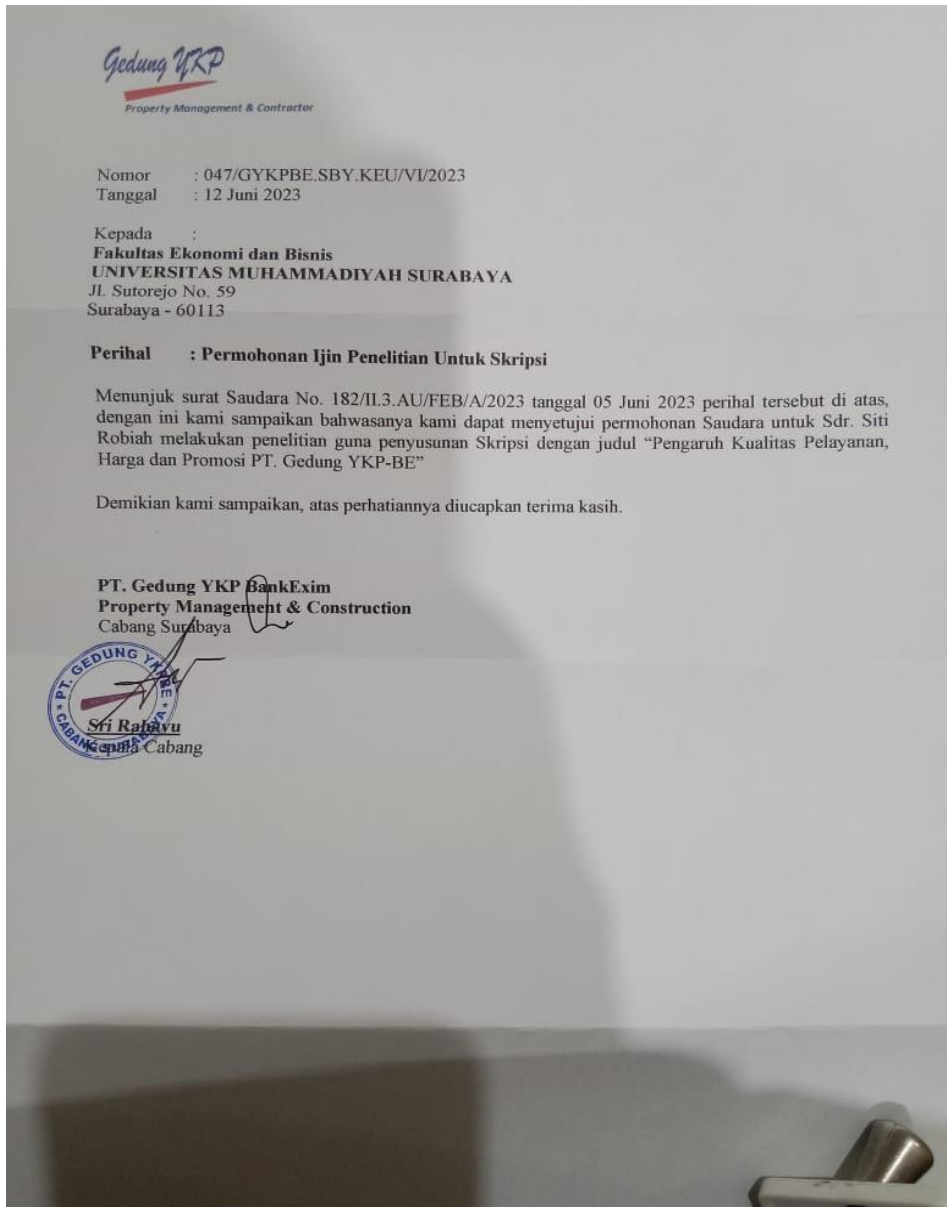 Gedung YKP
Property Management & Contractor
Nomor : 047/GYKPBE.SBY.KEU/VI/2023
Tanggal : 12 Juni 2023
Kepada :
Fakultas Ekonomi dan Bisnis
UNIVERSITAS MUHAMMADIYAH SURABAYA
Jl. Sutorejo No. 59
Surabaya - 60113
Perihal : Permohonan Ijin Penelitian Untuk Skripsi
Menunjuk surat Saudara No. 182/II.3.AU/FEB/A/2023 tanggal 05 Juni 2023 perihal tersebut di atas,
dengan ini kami sampaikan bahwasanya kami dapat menyetujui permohonan Saudara untuk Sdr. Siti
Robiah melakukan penelitian guna penyusunan Skripsi dengan judul “Pengaruh Kualitas Pelayanan,
Harga dan Promosi PT. Gedung YKP-BE”
Demikian kami sampaikan, atas perhatiannya diucapkan terima kasih.
PT. Gedung YKP BankExim
Property Management & Construction
Cabang Surabaya
PT. GEDUNG YKPBE
CABANG SURABAYA
Sri Rahayu
Kepala Cabang